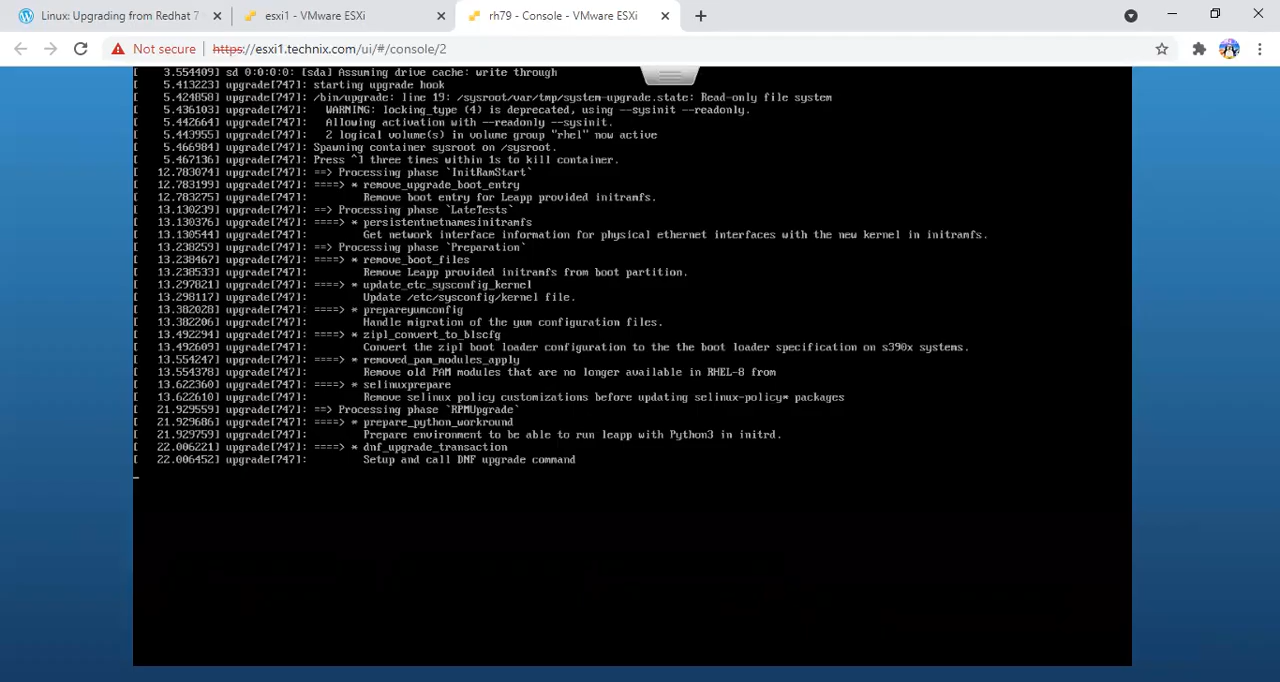 Linux: Upgrading from Redhat 7
esxi1 - VMware ESXi
rh79 - Console - VMware ESXi
Not secure | https://esxi1.technix.com/ui/#/console/2
[    3.554409] sd 0:0:0:0: [sda] Assuming drive cache: write through
[    5.413223] upgrade[747]: starting upgrade hook
[    5.424858] upgrade[747]: /bin/upgrade: line 19: /sysroot/var/tmp/system-upgrade.state: Read-only file system
[    5.436103] upgrade[747]:   WARNING: locking_type (4) is deprecated, using --sysinit --readonly.
[    5.442664] upgrade[747]:   Allowing activation with --readonly --sysinit.
[    5.443955] upgrade[747]:   2 logical volume(s) in volume group "rhel" now active
[    5.466984] upgrade[747]: Spawning container sysroot on /sysroot.
[    5.467136] upgrade[747]: Press ^] three times within 1s to kill container.
[   12.783074] upgrade[747]: ==> Processing phase `InitRamStart`
[   12.783199] upgrade[747]: ====> * remove_upgrade_boot_entry
[   12.783275] upgrade[747]:         Remove boot entry for Leapp provided initramfs.
[   13.130239] upgrade[747]: ==> Processing phase `LateTests`
[   13.130376] upgrade[747]: ====> * persistentnetnamesinitramfs
[   13.130544] upgrade[747]:         Get network interface information for physical ethernet interfaces with the new kernel in initramfs.
[   13.238259] upgrade[747]: ==> Processing phase `Preparation`
[   13.238467] upgrade[747]: ====> * remove_boot_files
[   13.238533] upgrade[747]:         Remove Leapp provided initramfs from boot partition.
[   13.297821] upgrade[747]: ====> * update_etc_sysconfig_kernel
[   13.298117] upgrade[747]:         Update /etc/sysconfig/kernel file.
[   13.382028] upgrade[747]: ====> * prepareyumconfig
[   13.382206] upgrade[747]:         Handle migration of the yum configuration files.
[   13.492294] upgrade[747]: ====> * zipl_convert_to_blscfg
[   13.492609] upgrade[747]:         Convert the zipl boot loader configuration to the the boot loader specification on s390x systems.
[   13.554247] upgrade[747]: ====> * removed_pam_modules_apply
[   13.554378] upgrade[747]:         Remove old PAM modules that are no longer available in RHEL-8 from
[   13.622360] upgrade[747]: ====> * selinuxprepare
[   13.622610] upgrade[747]:         Remove selinux policy customizations before updating selinux-policy* packages
[   21.929559] upgrade[747]: ==> Processing phase `RPMUpgrade`
[   21.929686] upgrade[747]: ====> * prepare_python_workround
[   21.929759] upgrade[747]:         Prepare environment to be able to run leapp with Python3 in initrd.
[   22.006221] upgrade[747]: ====> * dnf_upgrade_transaction
[   22.006452] upgrade[747]:         Setup and call DNF upgrade command